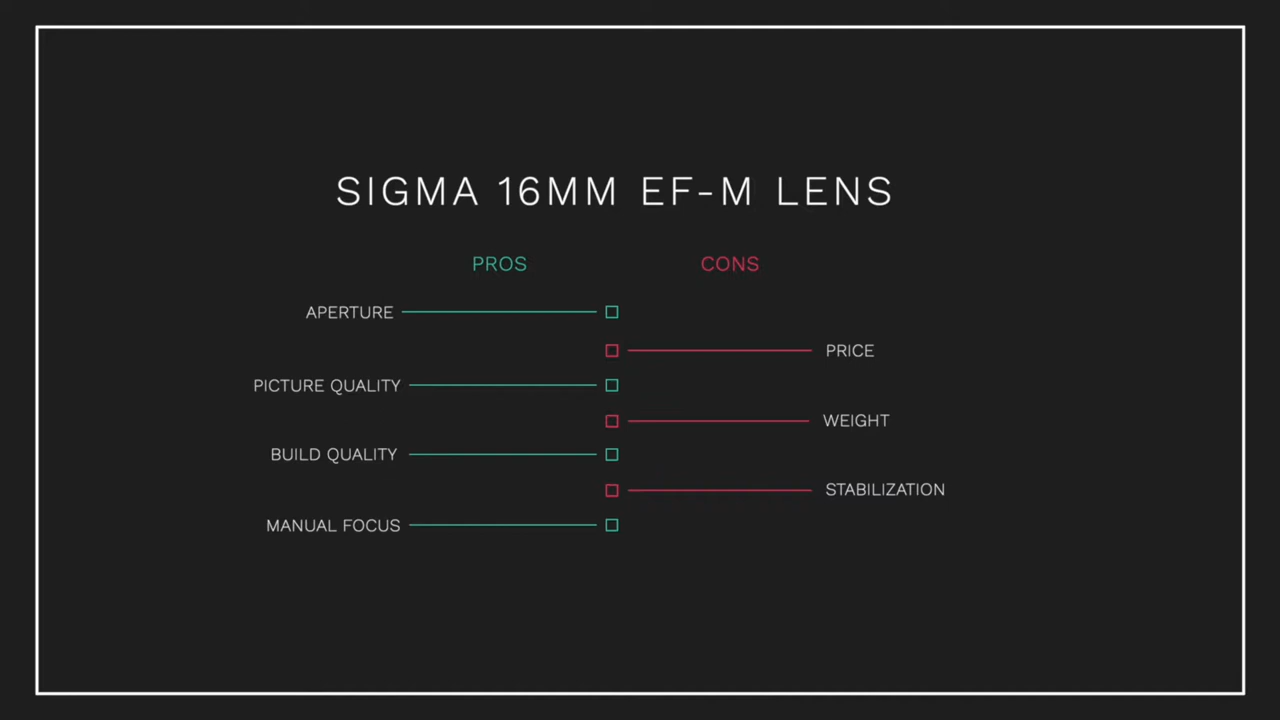 SIGMA 16MM EF-M LENS
PROS
CONS
APERTURE
PRICE
PICTURE QUALITY
WEIGHT
BUILD QUALITY
STABILIZATION
MANUAL FOCUS